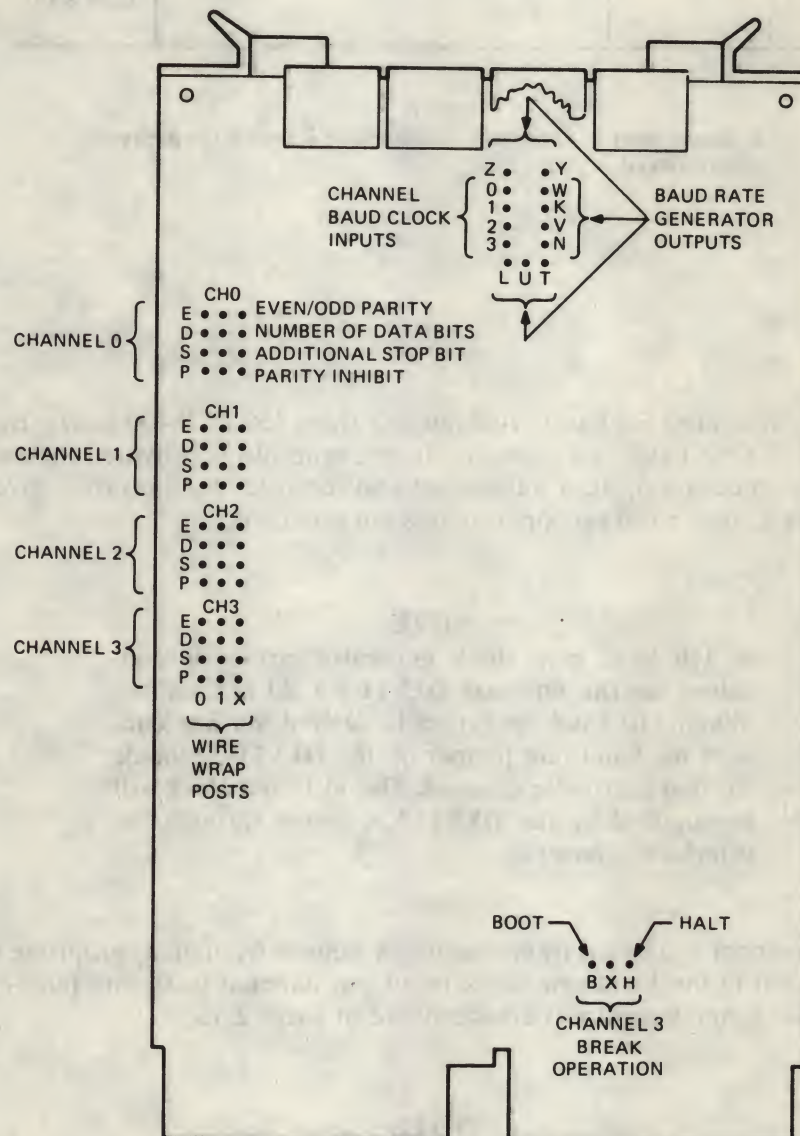 Z Y
CHANNEL 0 W BAUD RATE
BAUD CLOCK 1 K GENERATOR
INPUTS 2 V OUTPUTS
3 N
L U T
CH0
E EVEN/ODD PARITY
CHANNEL 0 D NUMBER OF DATA BITS
S ADDITIONAL STOP BIT
P PARITY INHIBIT
CH1
E
CHANNEL 1 D
S
P
CH2
E
CHANNEL 2 D
S
P
CH3
E
CHANNEL 3 D
S
P
0 1 X
WIRE
WRAP
POSTS
BOOT HALT
B X H
CHANNEL 3
BREAK
OPERATION